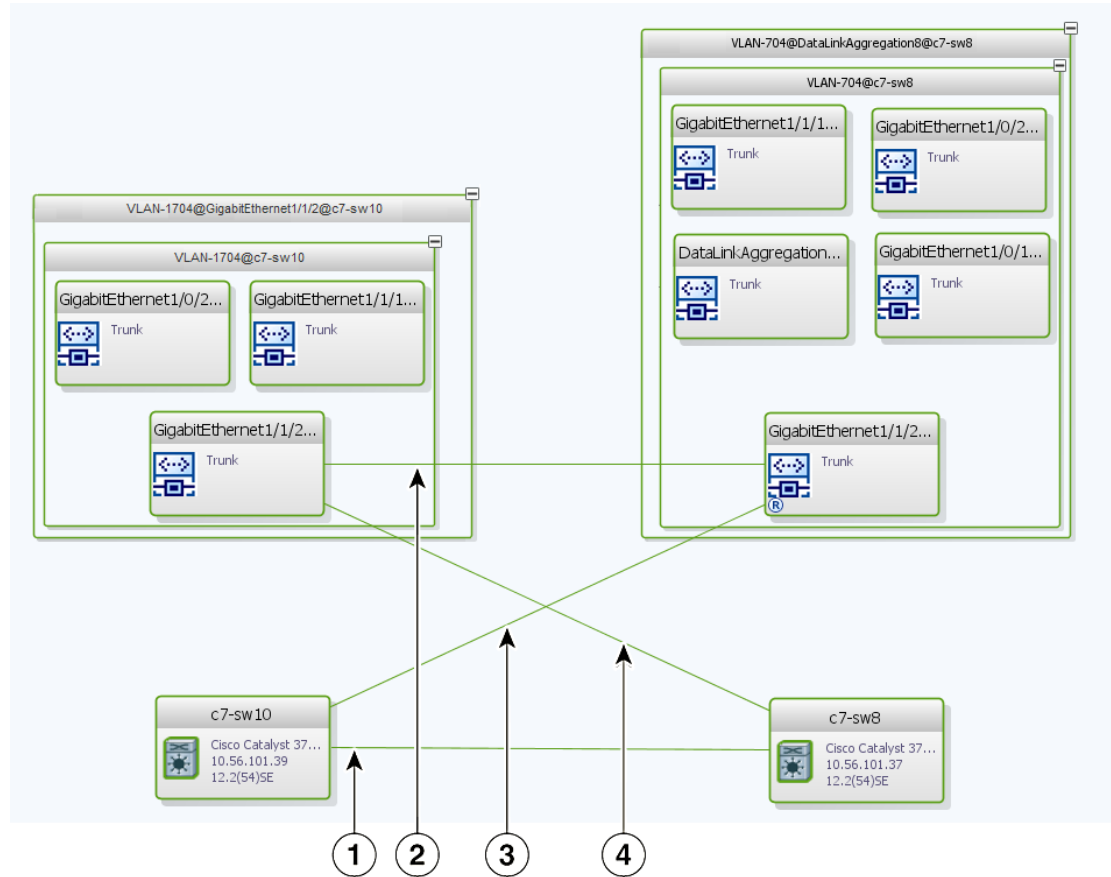 VLAN-704@DataLinkAggregation8@c7-sw8
VLAN-704@c7-sw8
GigabitEthernet1/1/1...
Trunk
GigabitEthernet1/0/2...
Trunk
DataLinkAggregation...
Trunk
GigabitEthernet1/0/1...
Trunk
GigabitEthernet1/1/2...
Trunk
R
VLAN-1704@GigabitEthernet1/1/2@c7-sw10
VLAN-1704@c7-sw10
GigabitEthernet1/0/2...
Trunk
GigabitEthernet1/1/1...
Trunk
GigabitEthernet1/1/2...
Trunk
c7-sw10
Cisco Catalyst 37...
10.56.101.39
12.2(54)SE
c7-sw8
Cisco Catalyst 37...
10.56.101.37
12.2(54)SE
1
2
3
4